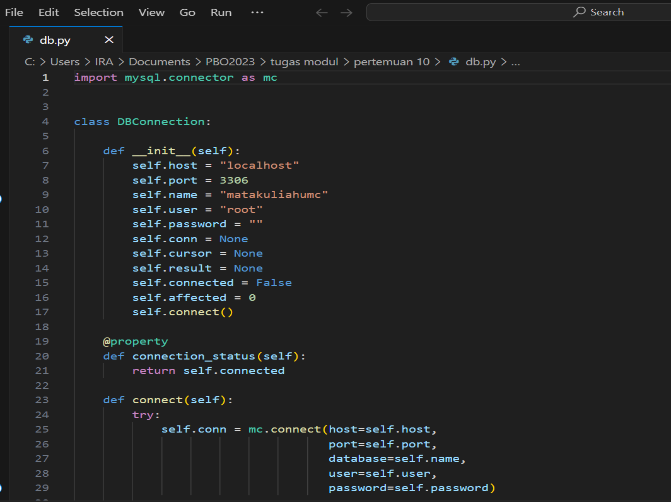 File Edit Selection View Go Run ··· ← → Search
db.py ×
C: > Users > IRA > Documents > PBO2023 > tugas modul > pertemuan 10 > db.py > ...
1 import mysql.connector as mc
2
3
4 class DBConnection:
5
6     def __init__(self):
7         self.host = "localhost"
8         self.port = 3306
9         self.name = "matakuliahumc"
10         self.user = "root"
11         self.password = ""
12         self.conn = None
13         self.cursor = None
14         self.result = None
15         self.connected = False
16         self.affected = 0
17         self.connect()
18
19     @property
20     def connection_status(self):
21         return self.connected
22
23     def connect(self):
24         try:
25             self.conn = mc.connect(host=self.host,
26                                    port=self.port,
27                                    database=self.name,
28                                    user=self.user,
29                                    password=self.password)